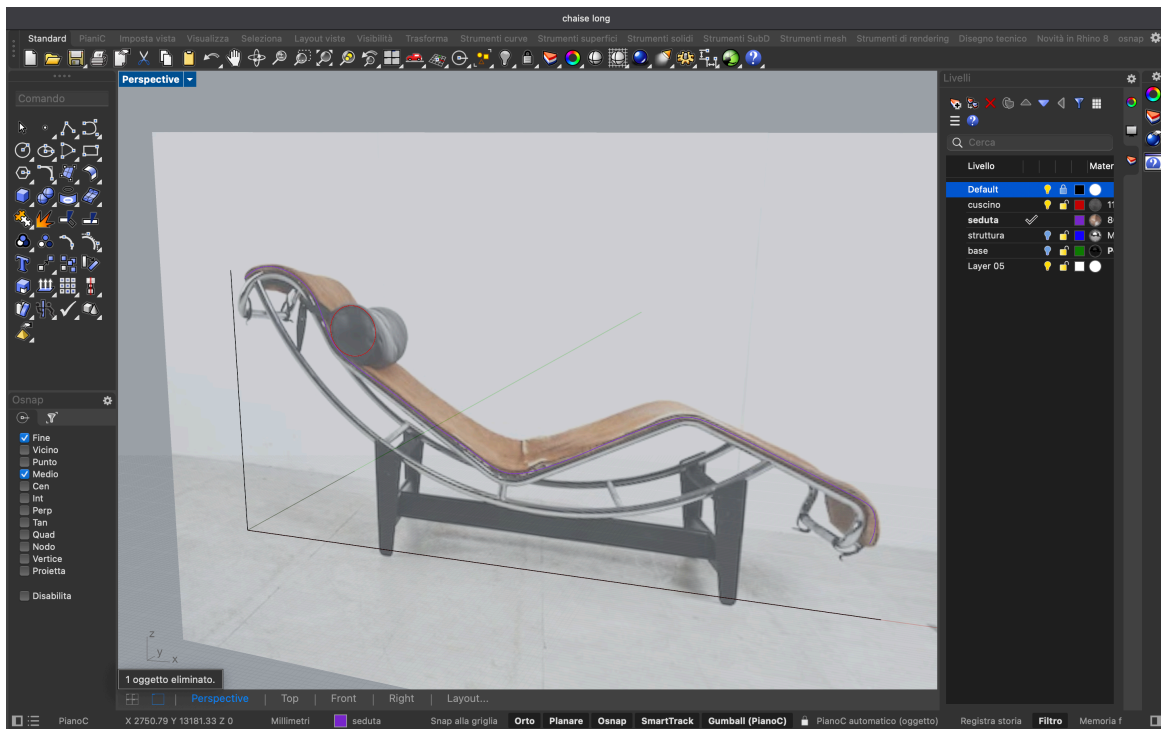 chaise long
Standard PianiC Imposta vista Visualizza Seleziona Layout viste Visibilità Trasforma Strumenti curve Strumenti superfici Strumenti solidi Strumenti SubD Strumenti mesh Strumenti di rendering Disegno tecnico Novità in Rhino 8 osnap
Comando
Perspective
Livelli
Cerca
Livello Mater
Default
cuscino 11
seduta 8
struttura M
base P
Layer 05
Osnap
Fine
Vicino
Punto
Medio
Cen
Int
Perp
Tan
Quad
Nodo
Vertice
Proietta
Disabilita
z
y x
1 oggetto eliminato.
Perspective | Top | Front | Right | Layout...
PianoC X 2750.79 Y 13181.33 Z 0 Millimetri seduta Snap alla griglia Orto Planare Osnap SmartTrack Gumball (PianoC) PianoC automatico (oggetto) Registra storia Filtro Memoria f